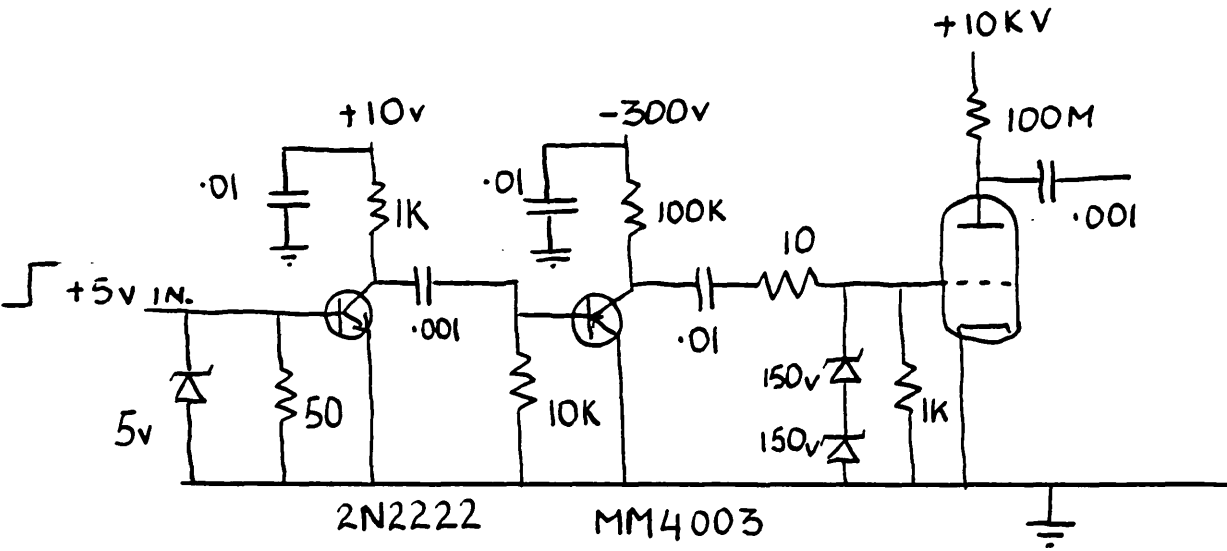 +10KV
100M
+10v
-300v
.01
1K
.01
100K
.001
10
+5v IN.
.001
.01
5v
50
10K
150v
150v
1K
2N2222
MM4003